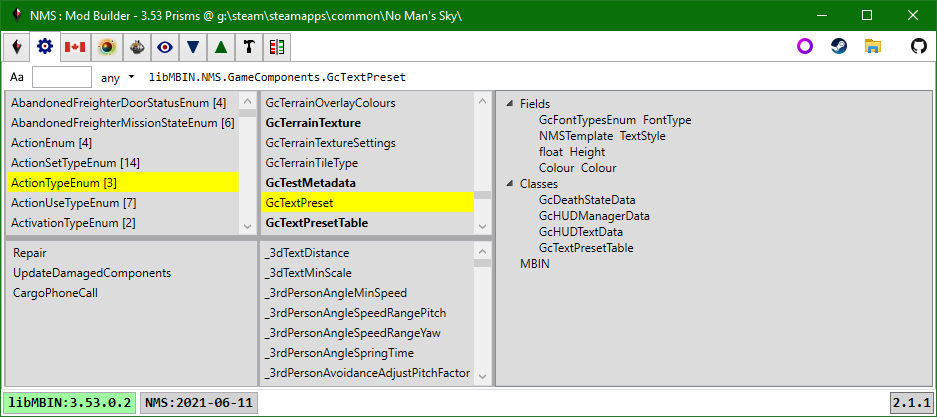 NMS : Mod Builder - 3.53 Prisms @ g:\steam\steamapps\common\No Man's Sky\
Aa any libMBIN.NMS.GameComponents.GcTextPreset
AbandonedFreighterDoorStatusEnum [4]
AbandonedFreighterMissionStateEnum [6]
ActionEnum [4]
ActionSetTypeEnum [14]
ActionTypeEnum [3]
ActionUseTypeEnum [7]
ActivationTypeEnum [2]
GcTerrainOverlayColours
GcTerrainTexture
GcTerrainTextureSettings
GcTerrainTileType
GcTestMetadata
GcTextPreset
GcTextPresetTable
Fields
GcFontTypesEnum FontType
NMSTemplate TextStyle
float Height
Colour Colour
Classes
GcDeathStateData
GcHUDManagerData
GcHUDTextData
GcTextPresetTable
MBIN
Repair
UpdateDamagedComponents
CargoPhoneCall
_3dTextDistance
_3dTextMinScale
_3rdPersonAngleMinSpeed
_3rdPersonAngleSpeedRangePitch
_3rdPersonAngleSpeedRangeYaw
_3rdPersonAngleSpringTime
_3rdPersonAvoidanceAdjustPitchFactor
libMBIN:3.53.0.2 NMS:2021-06-11 2.1.1